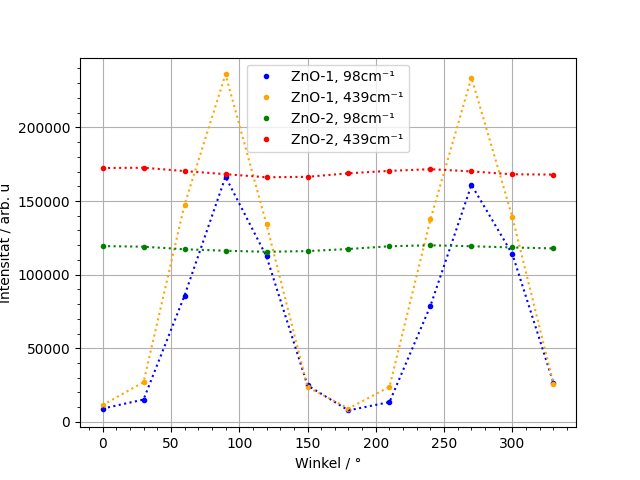 ZnO-1, 98cm⁻¹
ZnO-1, 439cm⁻¹
ZnO-2, 98cm⁻¹
ZnO-2, 439cm⁻¹
200000
150000
100000
50000
0
0 50 100 150 200 250 300
Winkel / °
Intensität / arb. u